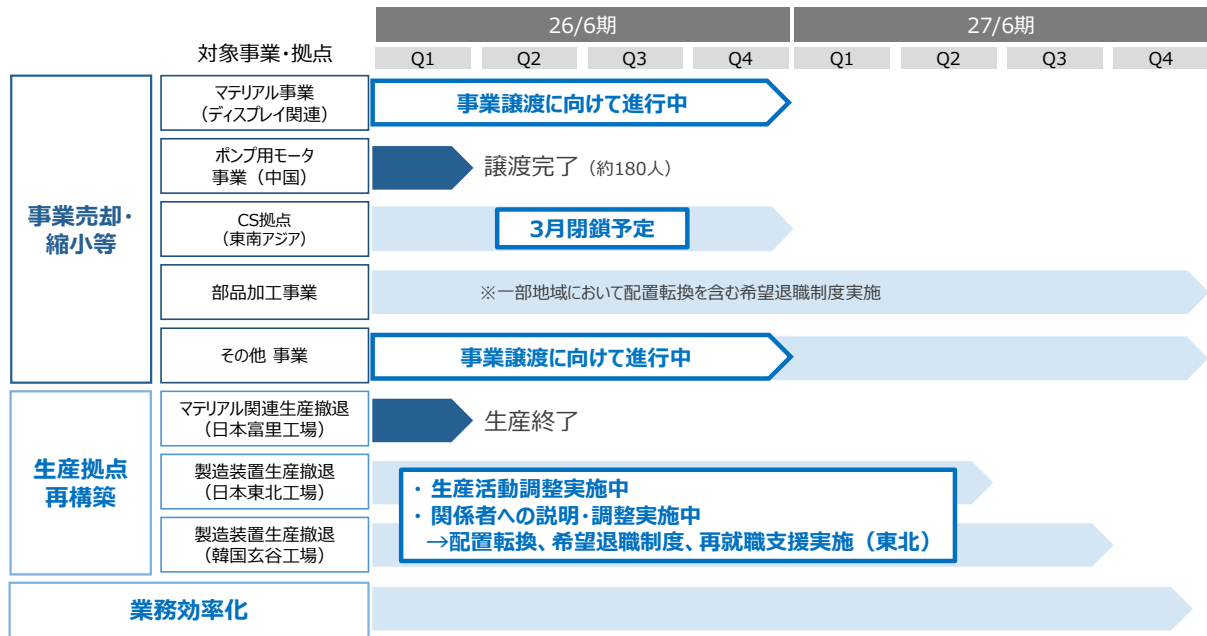 26/6期
27/6期
対象事業・拠点
Q1
Q2
Q3
Q4
Q1
Q2
Q3
Q4
事業売却・
縮小等
マテリアル事業
（ディスプレイ関連）
事業譲渡に向けて進行中
ポンプ用モータ
事業（中国）
譲渡完了（約180人）
CS拠点
（東南アジア）
3月閉鎖予定
部品加工事業
※一部地域において配置転換を含む希望退職制度実施
その他 事業
事業譲渡に向けて進行中
生産拠点
再構築
マテリアル関連生産撤退
（日本富里工場）
生産終了
製造装置生産撤退
（日本東北工場）
製造装置生産撤退
（韓国玄谷工場）
・ 生産活動調整実施中
・ 関係者への説明・調整実施中
→配置転換、希望退職制度、再就職支援実施（東北）
業務効率化